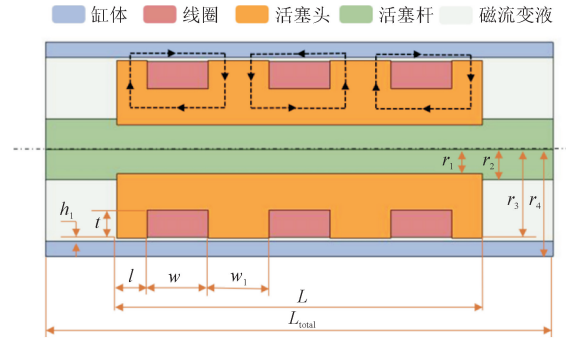 缸体 线圈 活塞头 活塞杆 磁流变液
r₁ r₂
r₃ r₄
h₁ t
l w w₁
L
Lₜₒₜₐₗ